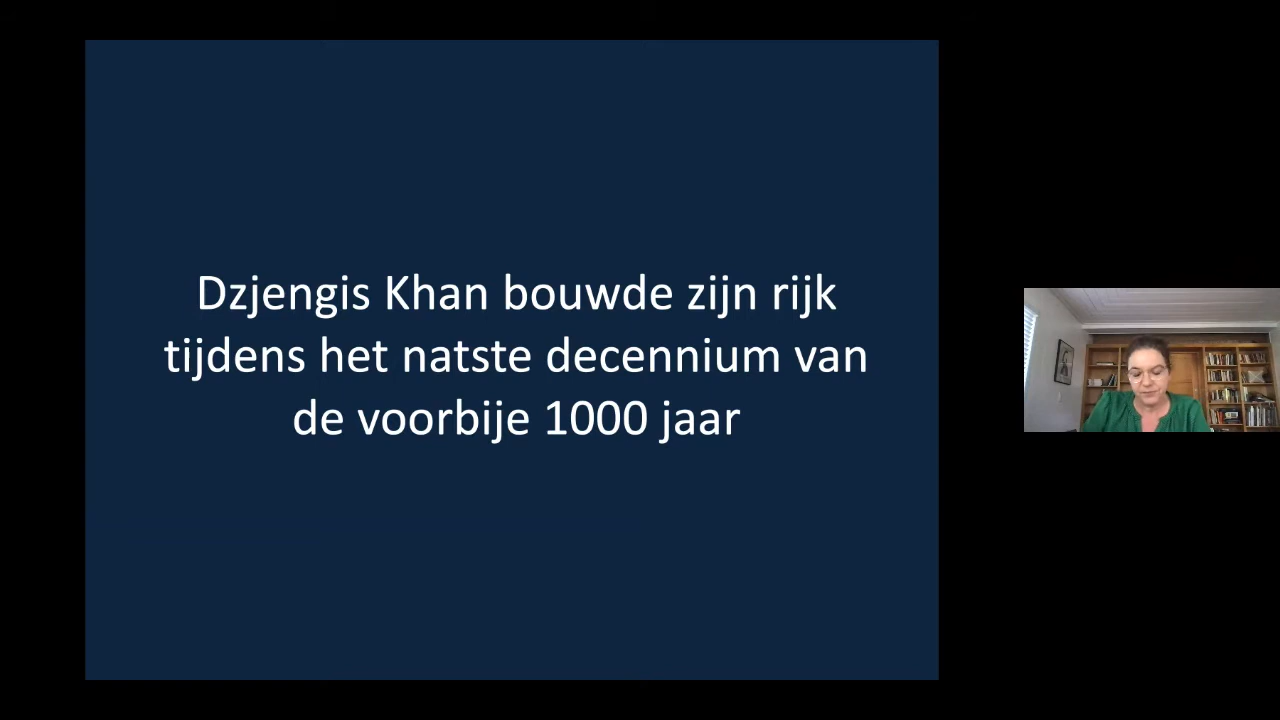 Dzjengis Khan bouwde zijn rijk
tijdens het natste decennium van
de voorbije 1000 jaar